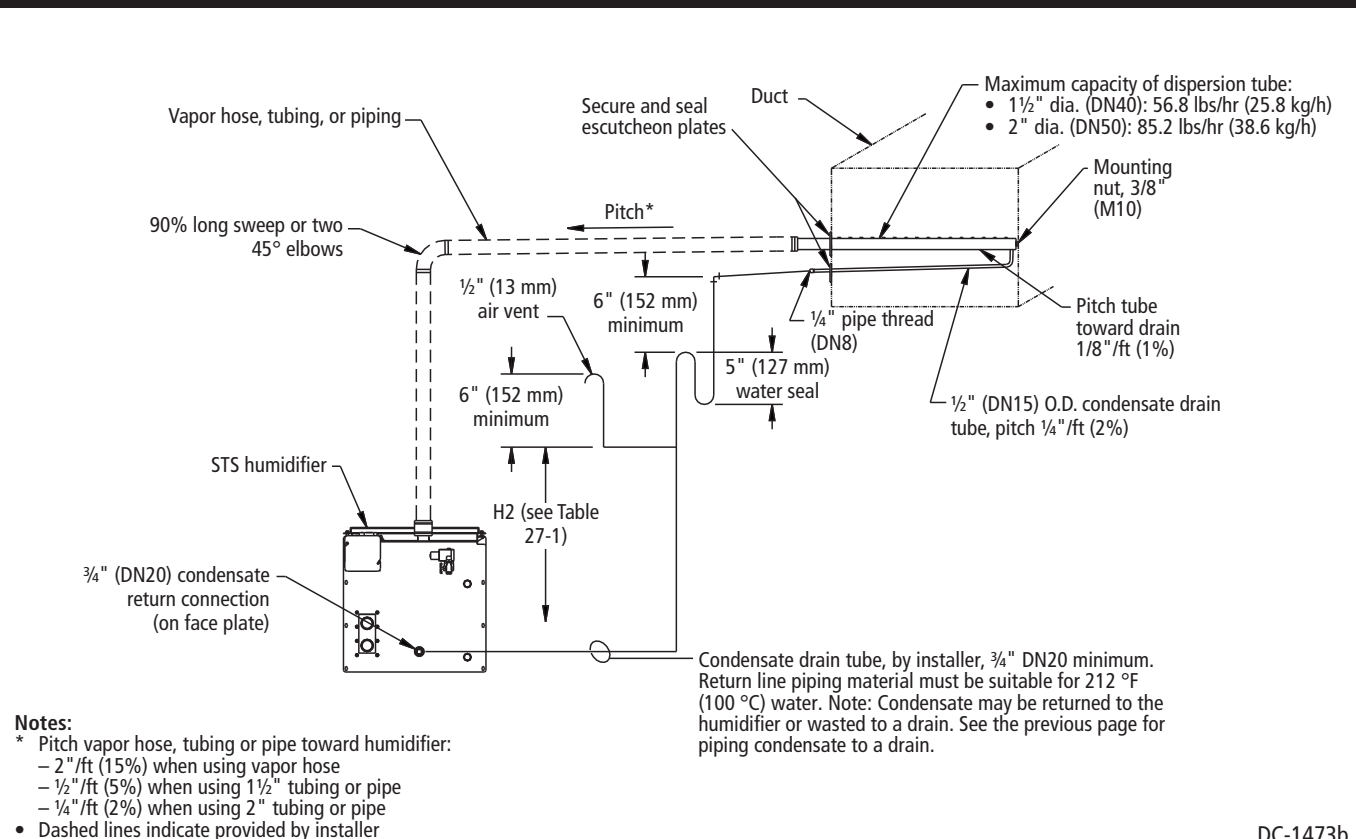 Vapor hose, tubing, or piping
Secure and seal
escutcheon plates
Duct
Maximum capacity of dispersion tube:
• 1½" dia. (DN40): 56.8 lbs/hr (25.8 kg/h)
• 2" dia. (DN50): 85.2 lbs/hr (38.6 kg/h)
Mounting
nut, 3/8"
(M10)
90% long sweep or two
45° elbows
Pitch*
½" (13 mm)
air vent
6" (152 mm)
minimum
¼" pipe thread
(DN8)
Pitch tube
toward drain
1/8"/ft (1%)
5" (127 mm)
water seal
6" (152 mm)
minimum
½" (DN15) O.D. condensate drain
tube, pitch ¼"/ft (2%)
STS humidifier
H2 (see Table
27-1)
¾" (DN20) condensate
return connection
(on face plate)
Condensate drain tube, by installer, ¾" DN20 minimum.
Return line piping material must be suitable for 212 °F
(100 °C) water. Note: Condensate may be returned to the
humidifier or wasted to a drain. See the previous page for
piping condensate to a drain.
Notes:
* Pitch vapor hose, tubing or pipe toward humidifier:
– 2"/ft (15%) when using vapor hose
– ½"/ft (5%) when using 1½" tubing or pipe
– ¼"/ft (2%) when using 2" tubing or pipe
• Dashed lines indicate provided by installer
DC-1473h